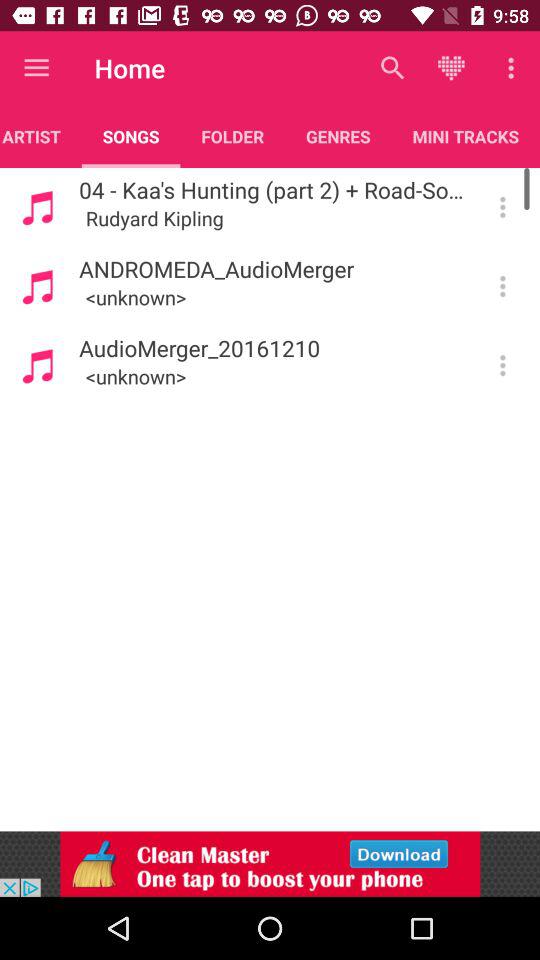 9:58
Home
ARTIST SONGS FOLDER GENRES MINI TRACKS
04 - Kaa's Hunting (part 2) + Road-So...
Rudyard Kipling
ANDROMEDA_AudioMerger
<unknown>
AudioMerger_20161210
<unknown>
Clean Master
Download
One tap to boost your phone